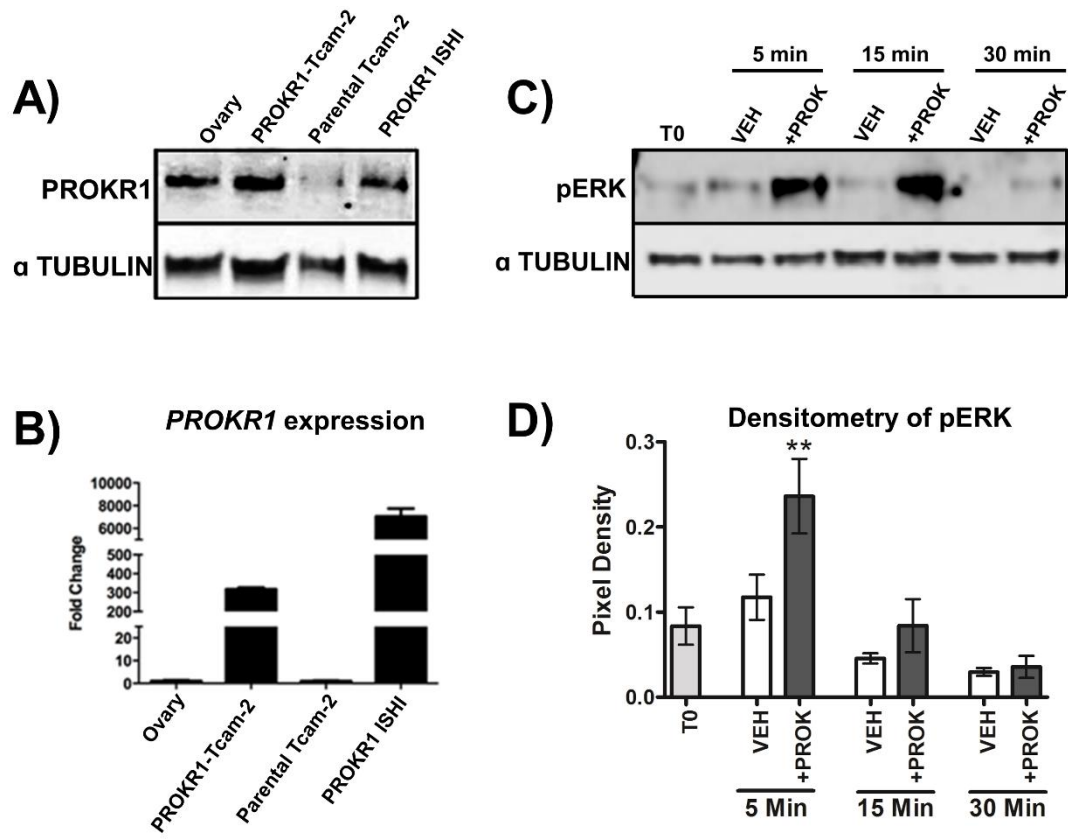 A)
Ovary
PROKR1-Tcam-2
Parental Tcam-2
PROKR1 ISHI
PROKR1
α TUBULIN
B)
PROKR1 expression
Fold Change
10000
8000
6000
500
400
300
200
20
10
0
Ovary
PROKR1-Tcam-2
Parental Tcam-2
PROKR1 ISHI
C)
5 min
15 min
30 min
T0
VEH
+PROK
VEH
+PROK
VEH
+PROK
pERK
α TUBULIN
D)
Densitometry of pERK
Pixel Density
0.3
0.2
0.1
0.0
**
T0
VEH
+PROK
VEH
+PROK
VEH
+PROK
5 Min
15 Min
30 Min